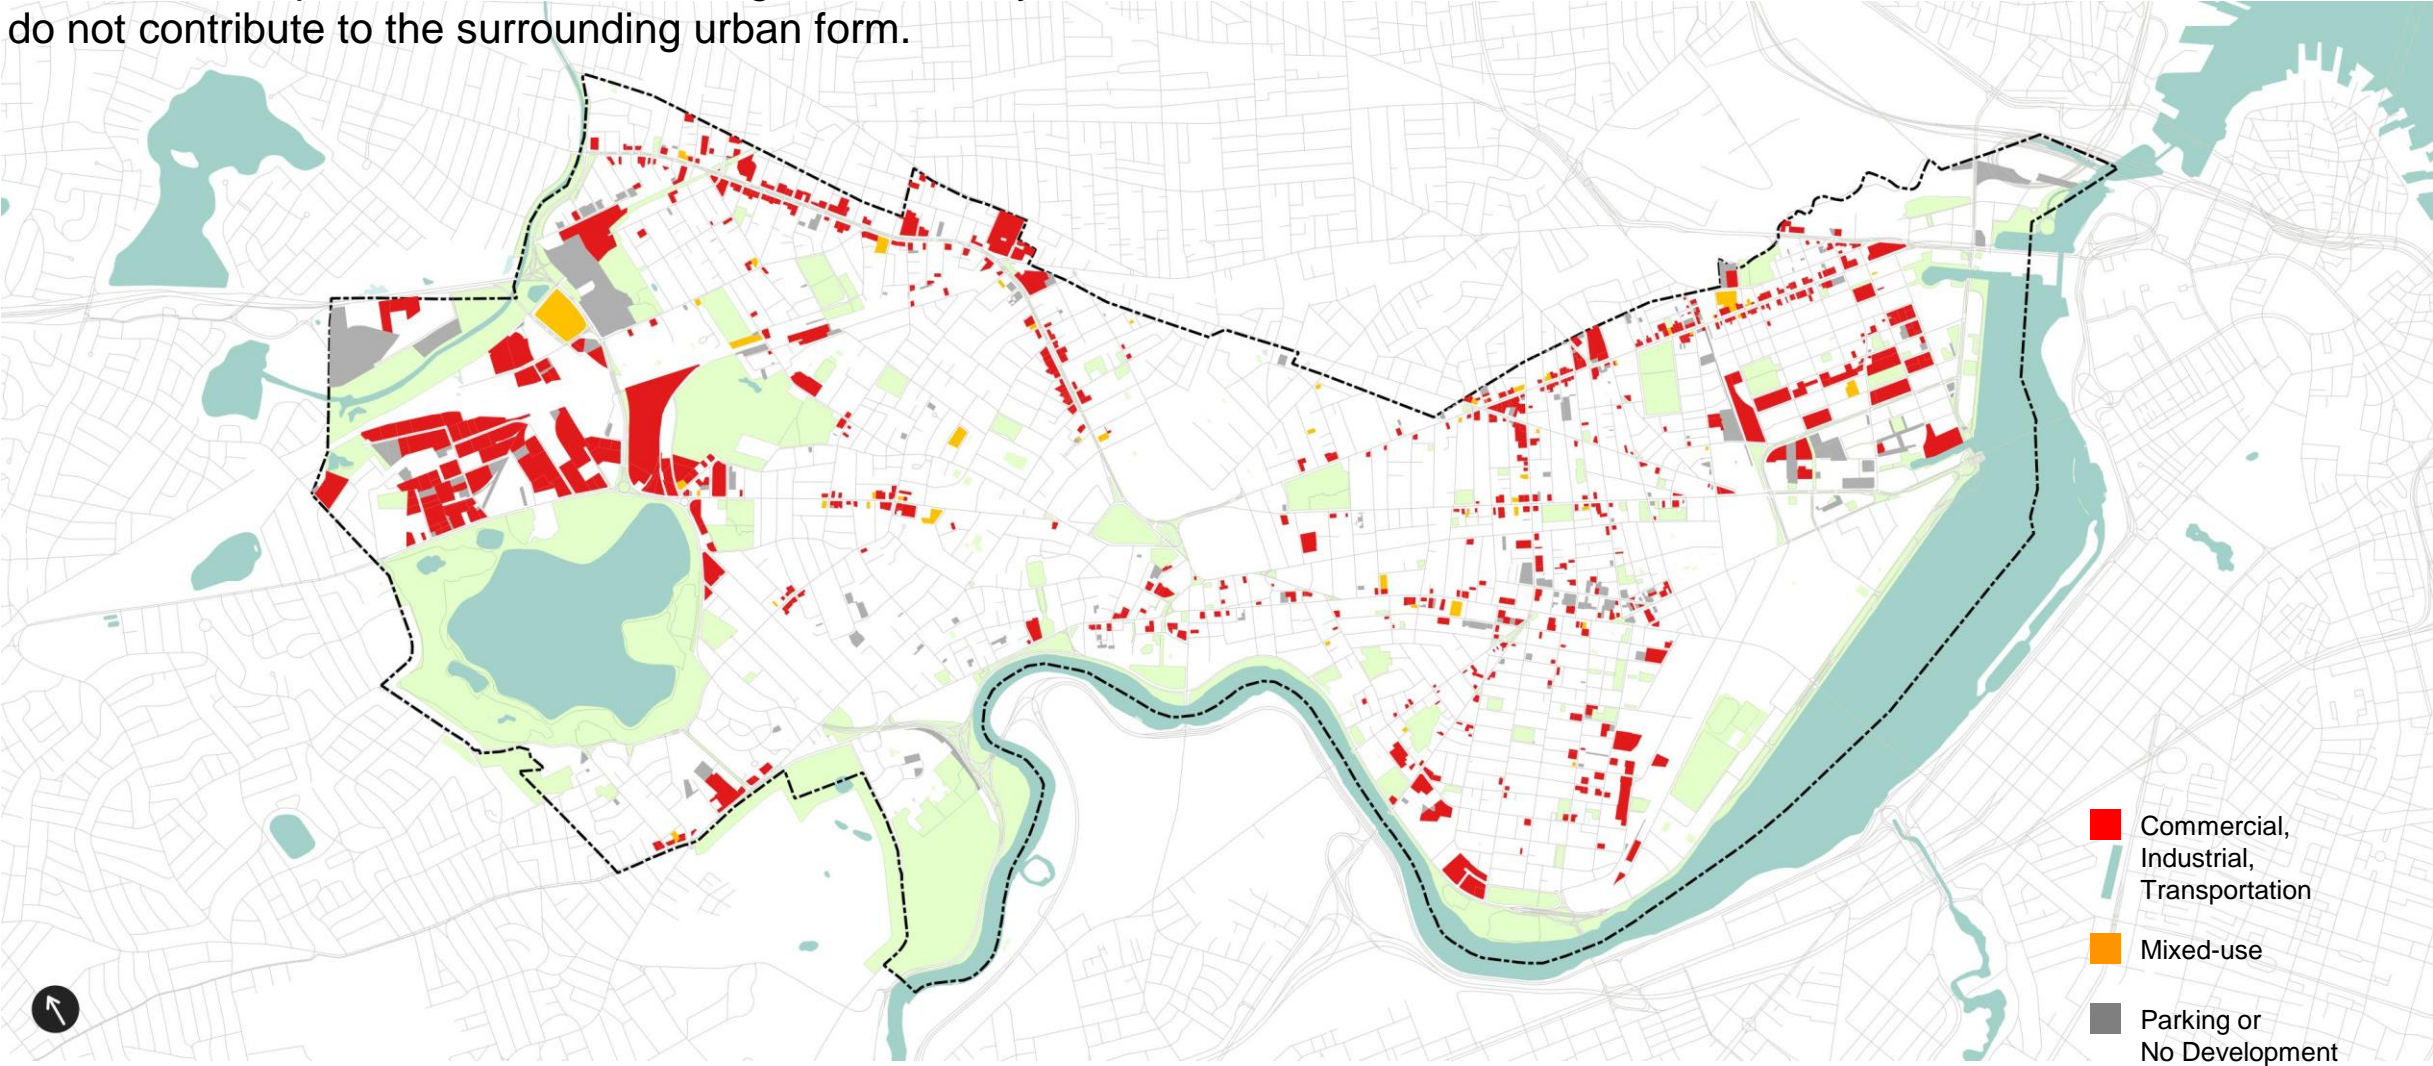 do not contribute to the surrounding urban form.
Commercial,
Industrial,
Transportation
Mixed-use
Parking or
No Development